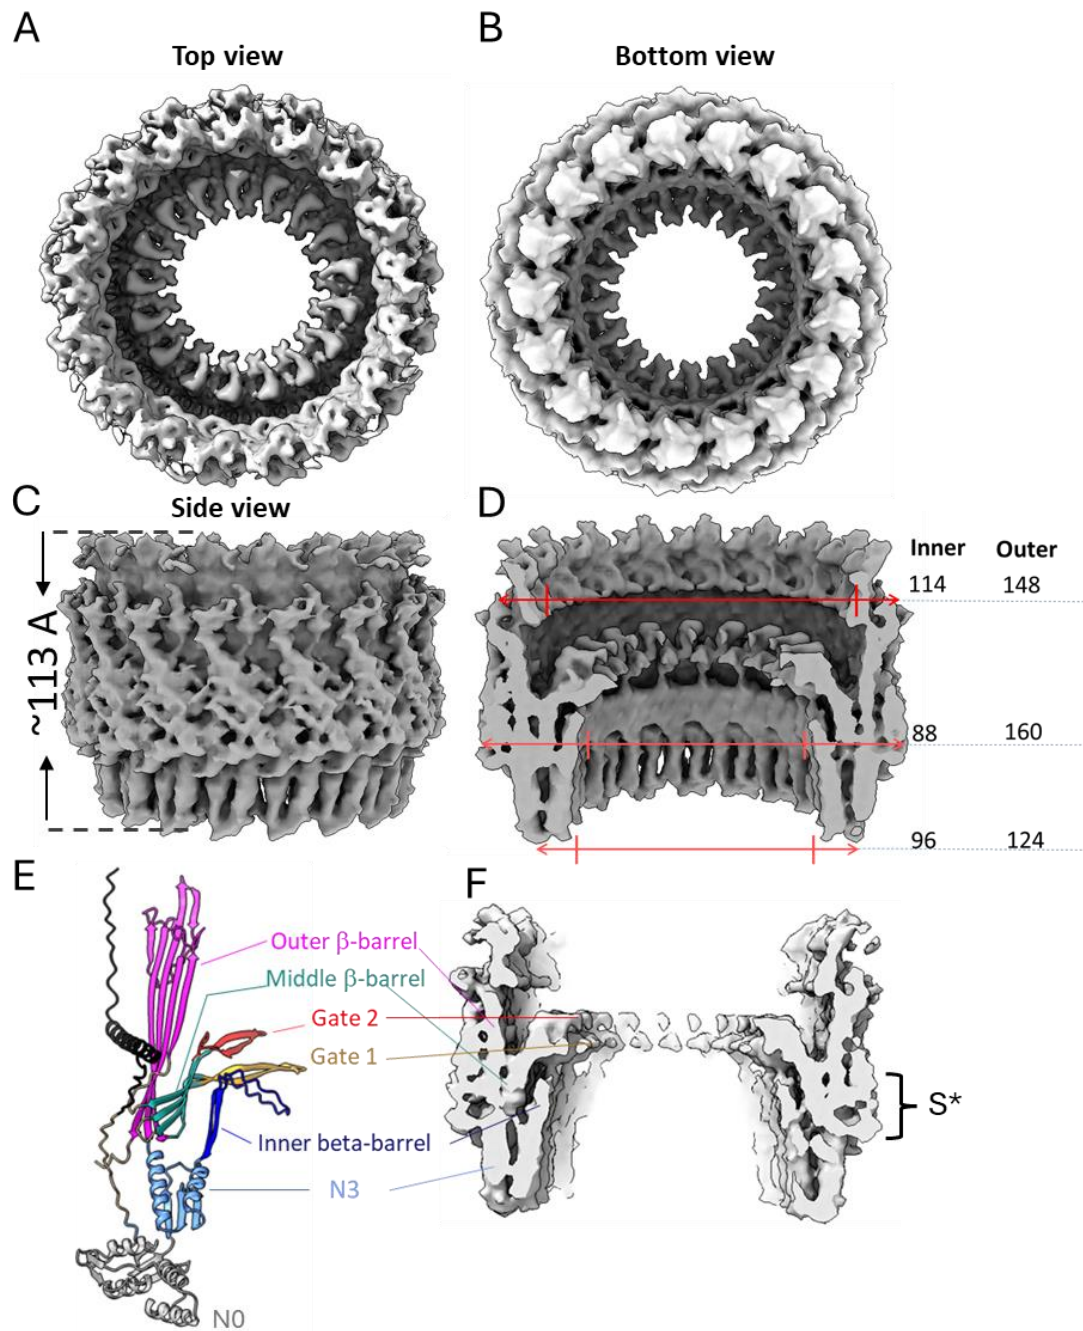 A
B
Top view
Bottom view
C
Side view
D
Inner
Outer
114
148
~113 A
88
160
96
124
E
F
Outer β-barrel
Middle β-barrel
Gate 2
Gate 1
S*
Inner beta-barrel
N3
N0